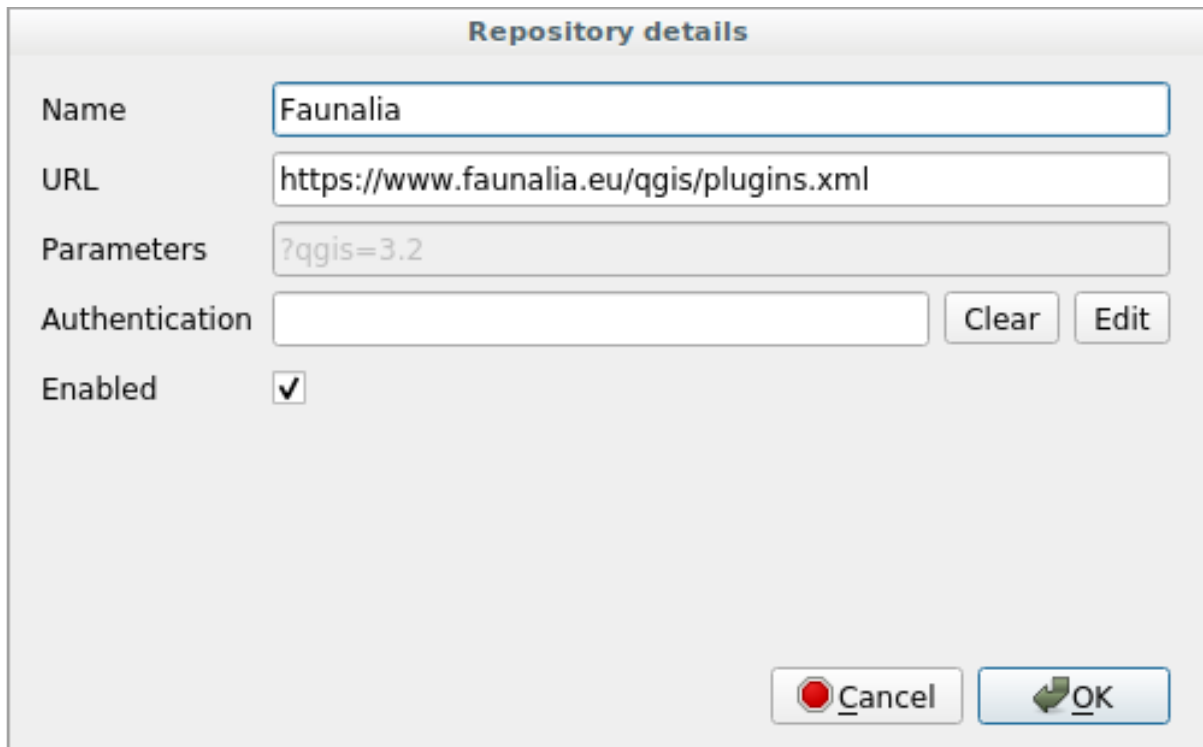 Repository details
Name Faunalia
URL https://www.faunalia.eu/qgis/plugins.xml
Parameters ?qgis=3.2
Authentication Clear Edit
Enabled
Cancel OK